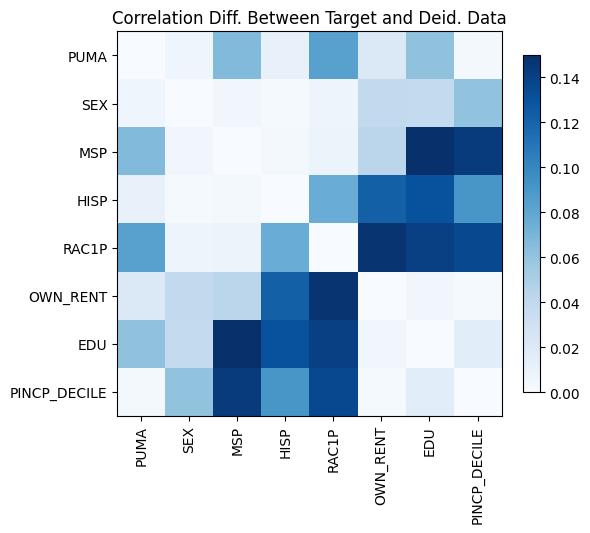 Correlation Diff. Between Target and Deid. Data
PUMA
SEX
MSP
HISP
RAC1P
OWN_RENT
EDU
PINCP_DECILE
PUMA
SEX
MSP
HISP
RAC1P
OWN_RENT
EDU
PINCP_DECILE
0.14
0.12
0.10
0.08
0.06
0.04
0.02
0.00